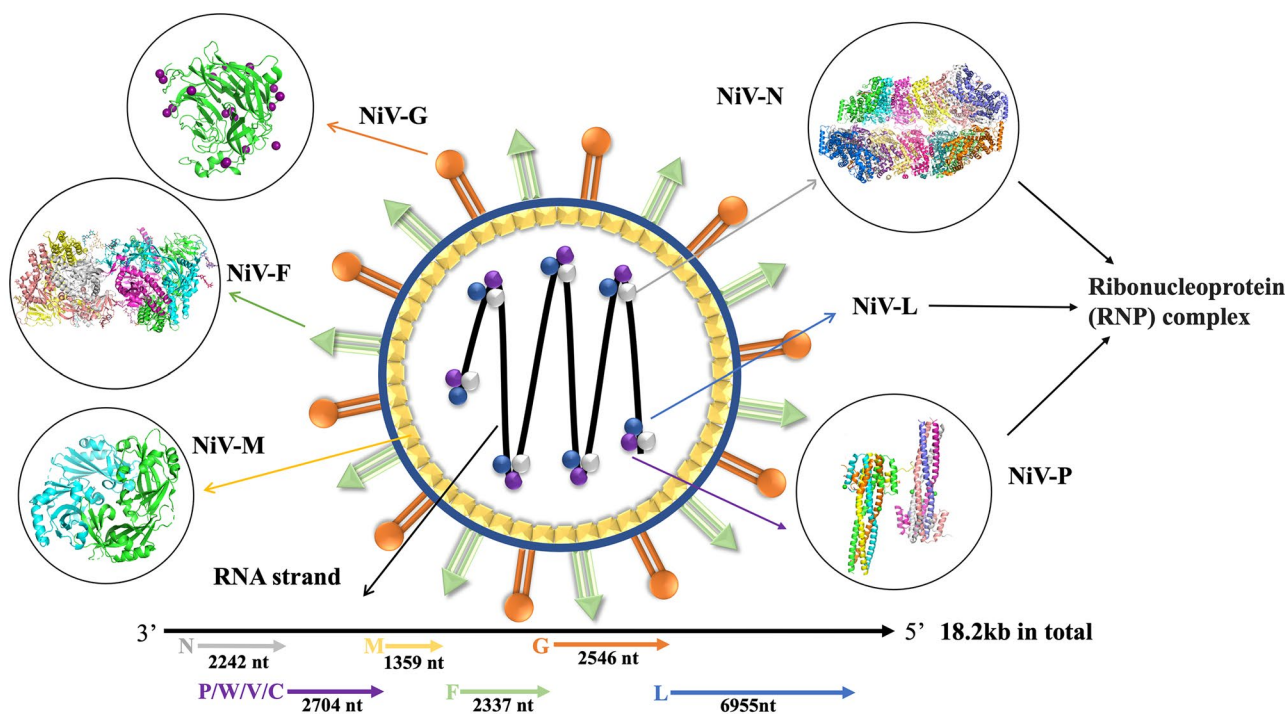 NiV-G
NiV-N
NiV-F
NiV-L
Ribonucleoprotein
(RNP) complex
NiV-M
NiV-P
RNA strand
3’
5’
18.2kb in total
N
2242 nt
M
1359 nt
G
2546 nt
P/W/V/C
2704 nt
F
2337 nt
L
6955nt